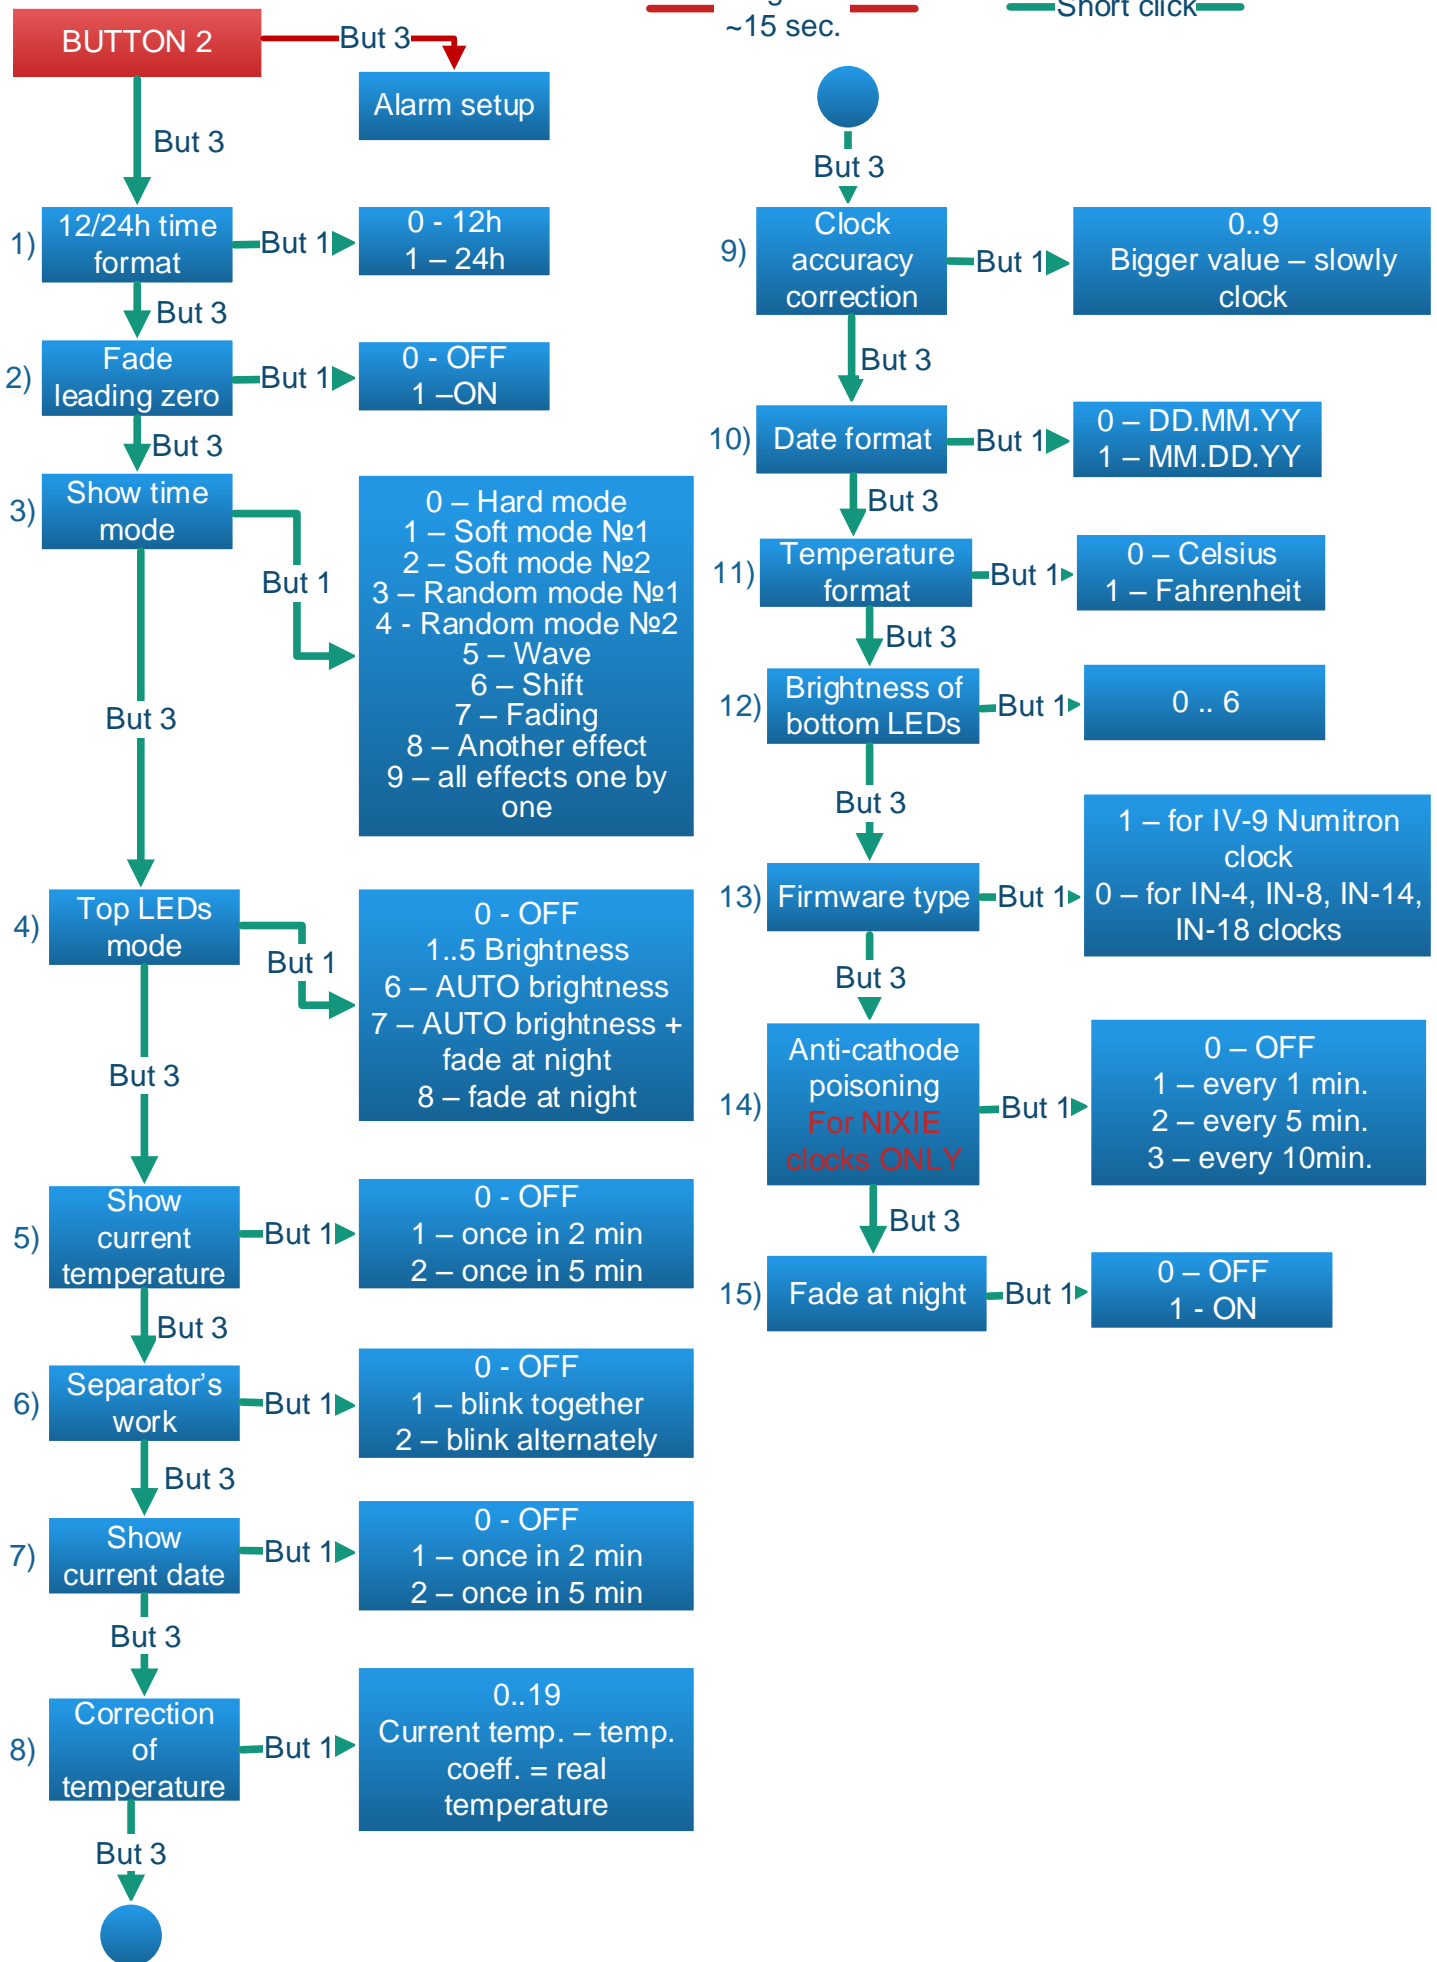 ~15 sec.
Short click
BUTTON 2
But 3
Alarm setup
But 3
1)
12/24h time
format
But 1
0 - 12h
1 – 24h
But 3
2)
Fade
leading zero
But 1
0 - OFF
1 –ON
But 3
3)
Show time
mode
But 1
0 – Hard mode
1 – Soft mode №1
2 – Soft mode №2
3 – Random mode №1
4 - Random mode №2
5 – Wave
6 – Shift
7 – Fading
8 – Another effect
9 – all effects one by
one
But 3
4)
Top LEDs
mode
But 1
0 - OFF
1..5 Brightness
6 – AUTO brightness
7 – AUTO brightness +
fade at night
8 – fade at night
But 3
5)
Show
current
temperature
But 1
0 - OFF
1 – once in 2 min
2 – once in 5 min
But 3
6)
Separator's
work
But 1
0 - OFF
1 – blink together
2 – blink alternately
But 3
7)
Show
current date
But 1
0 - OFF
1 – once in 2 min
2 – once in 5 min
But 3
8)
Correction
of
temperature
But 1
0..19
Current temp. – temp.
coeff. = real
temperature
But 3
But 3
9)
Clock
accuracy
correction
But 1
0..9
Bigger value – slowly
clock
But 3
10)
Date format
But 1
0 – DD.MM.YY
1 – MM.DD.YY
But 3
11)
Temperature
format
But 1
0 – Celsius
1 – Fahrenheit
But 3
12)
Brightness of
bottom LEDs
But 1
0 .. 6
But 3
13)
Firmware type
But 1
1 – for IV-9 Numitron
clock
0 – for IN-4, IN-8, IN-14,
IN-18 clocks
But 3
14)
Anti-cathode
poisoning
For NIXIE
clocks ONLY
But 1
0 – OFF
1 – every 1 min.
2 – every 5 min.
3 – every 10min.
But 3
15)
Fade at night
But 1
0 – OFF
1 - ON